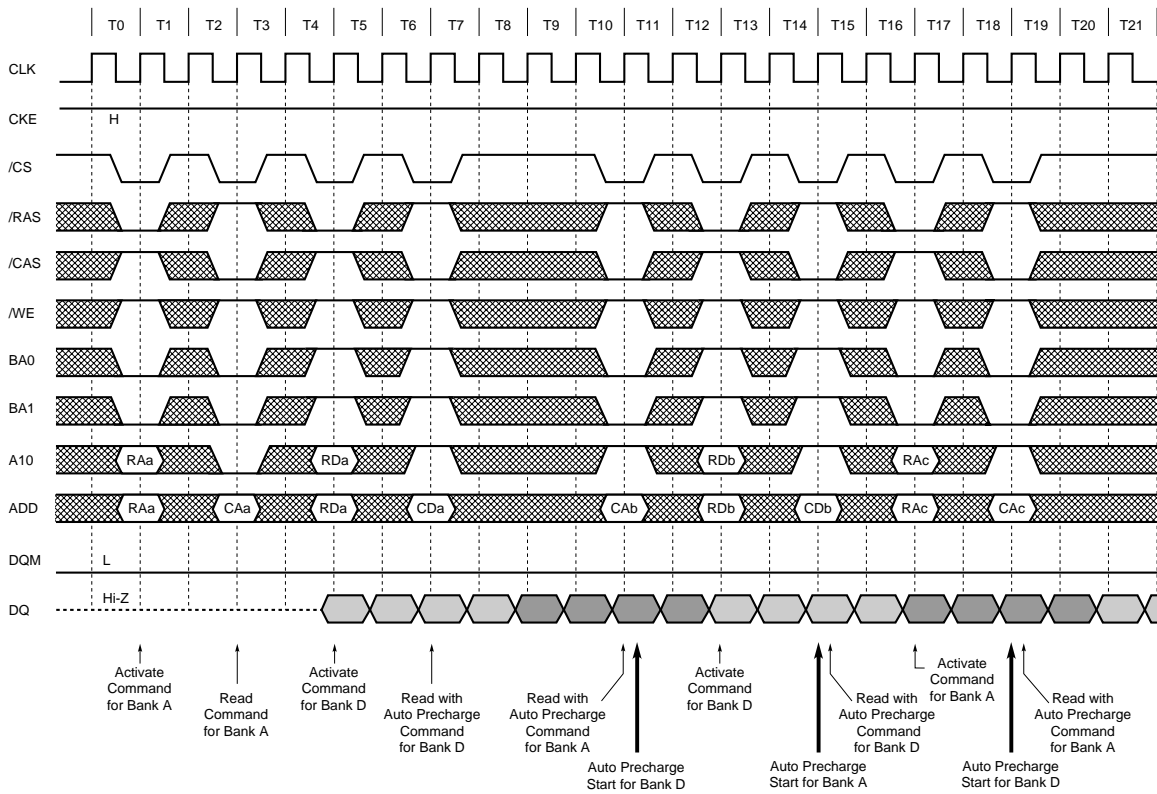 T0 T1 T2 T3 T4 T5 T6 T7 T8 T9 T10 T11 T12 T13 T14 T15 T16 T17 T18 T19 T20 T21
CLK
CKE H
/CS
/RAS
/CAS
/WE
BA0
BA1
A10 RAa RDa RDb RAc
ADD RAa CAa RDa CDa CAb RDb CDb RAc CAc
DQM L
DQ Hi-Z
Activate
Command
for Bank A
Read
Command
for Bank A
Activate
Command
for Bank D
Read with
Auto Precharge
Command
for Bank D
Read with
Auto Precharge
Command
for Bank A
Auto Precharge
Start for Bank D
Activate
Command
for Bank D
Auto Precharge
Start for Bank A
Read with
Auto Precharge
Command
for Bank D
Activate
Command
for Bank A
Auto Precharge
Start for Bank D
Read with
Auto Precharge
Command
for Bank A